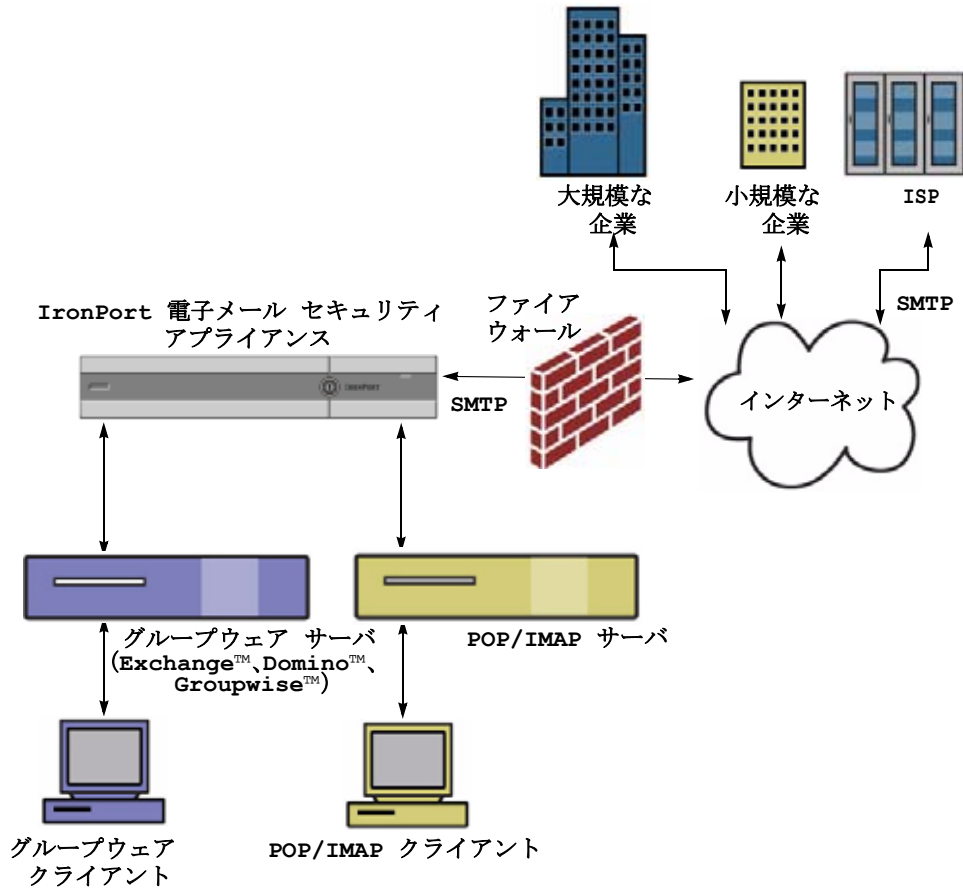 大規模な
企業
小規模な
企業
ISP
SMTP
IronPort 電子メール セキュリティ
アプライアンス
ファイア
ウォール
IRONPORT
SMTP
インターネット
グループウェア サーバ
(Exchange™、Domino™、
Groupwise™)
POP/IMAP サーバ
グループウェア
クライアント
POP/IMAP クライアント